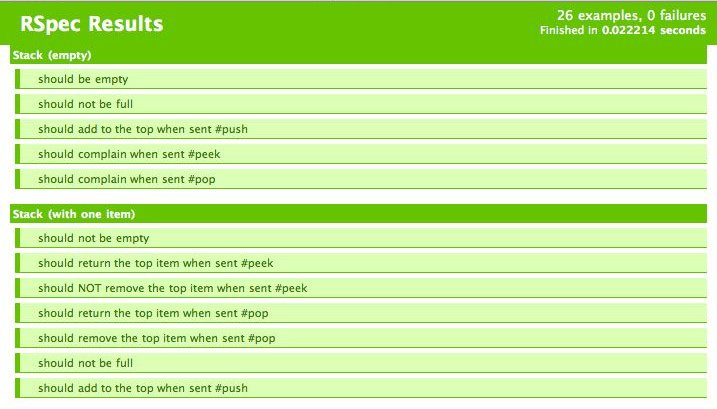 RSpec Results
26 examples, 0 failures
Finished in 0.022214 seconds
Stack (empty)
should be empty
should not be full
should add to the top when sent #push
should complain when sent #peek
should complain when sent #pop
Stack (with one item)
should not be empty
should return the top item when sent #peek
should NOT remove the top item when sent #peek
should return the top item when sent #pop
should remove the top item when sent #pop
should not be full
should add to the top when sent #push